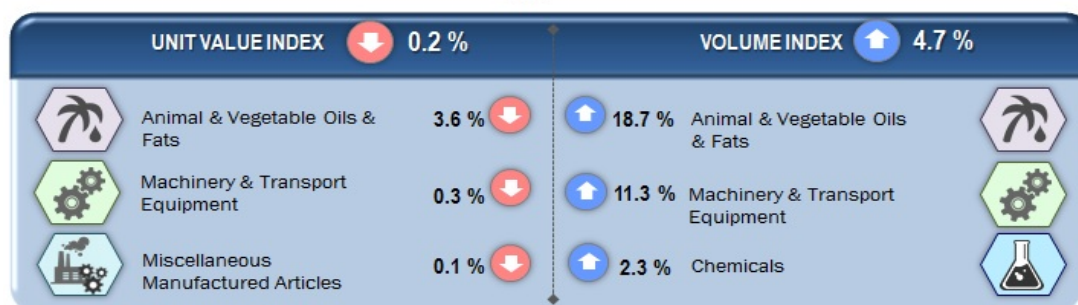 UNIT VALUE INDEX 0.2 %
VOLUME INDEX 4.7 %
Animal & Vegetable Oils & 3.6 %
Fats
Machinery & Transport
Equipment 0.3 %
Miscellaneous
Manufactured Articles 0.1 %
18.7 % Animal & Vegetable Oils
& Fats
11.3 % Machinery & Transport
Equipment
2.3 % Chemicals